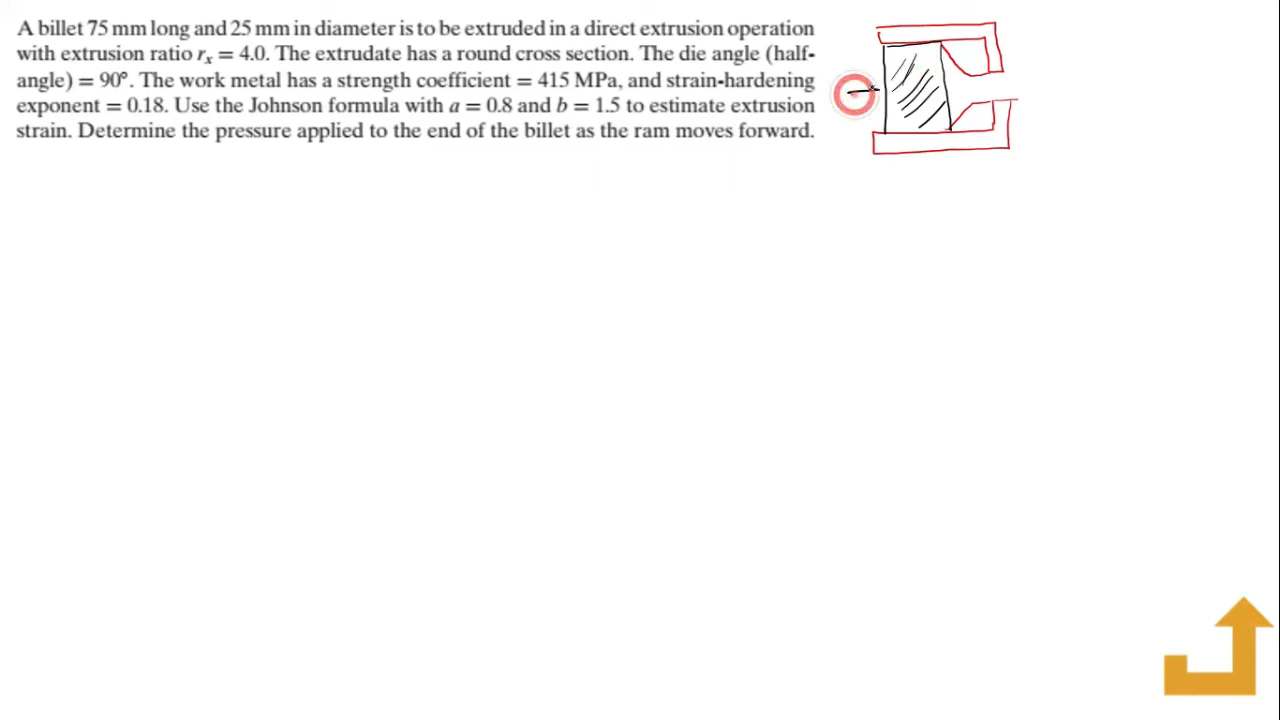 A billet 75 mm long and 25 mm in diameter is to be extruded in a direct extrusion operation
with extrusion ratio rₓ = 4.0. The extrudate has a round cross section. The die angle (half-
angle) = 90°. The work metal has a strength coefficient = 415 MPa, and strain-hardening
exponent = 0.18. Use the Johnson formula with a = 0.8 and b = 1.5 to estimate extrusion
strain. Determine the pressure applied to the end of the billet as the ram moves forward.